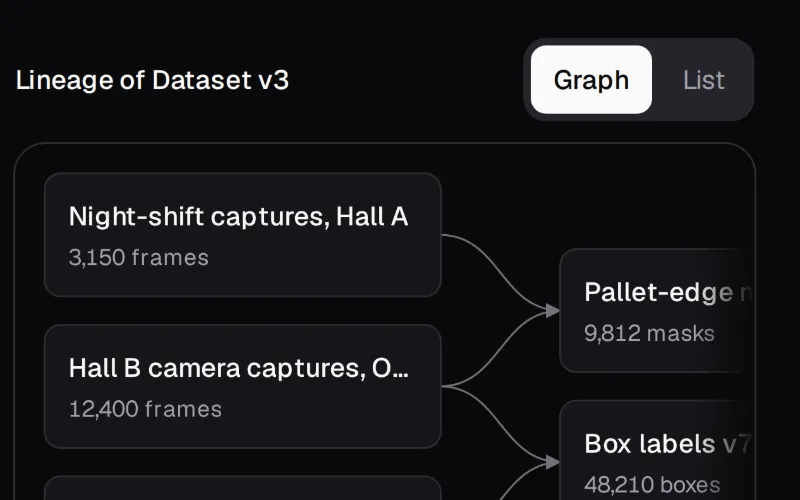 Lineage of Dataset v3
Graph
List
Night-shift captures, Hall A
3,150 frames
Pallet-edge
9,812 masks
Hall B camera captures, O…
12,400 frames
Box labels v7
48,210 boxes